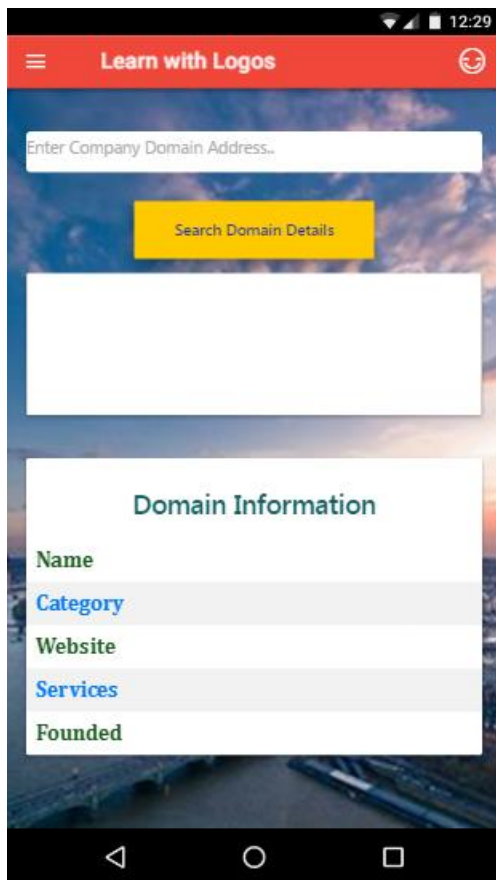 12:29
Learn with Logos
Enter Company Domain Address..
Search Domain Details
Domain Information
Name
Category
Website
Services
Founded